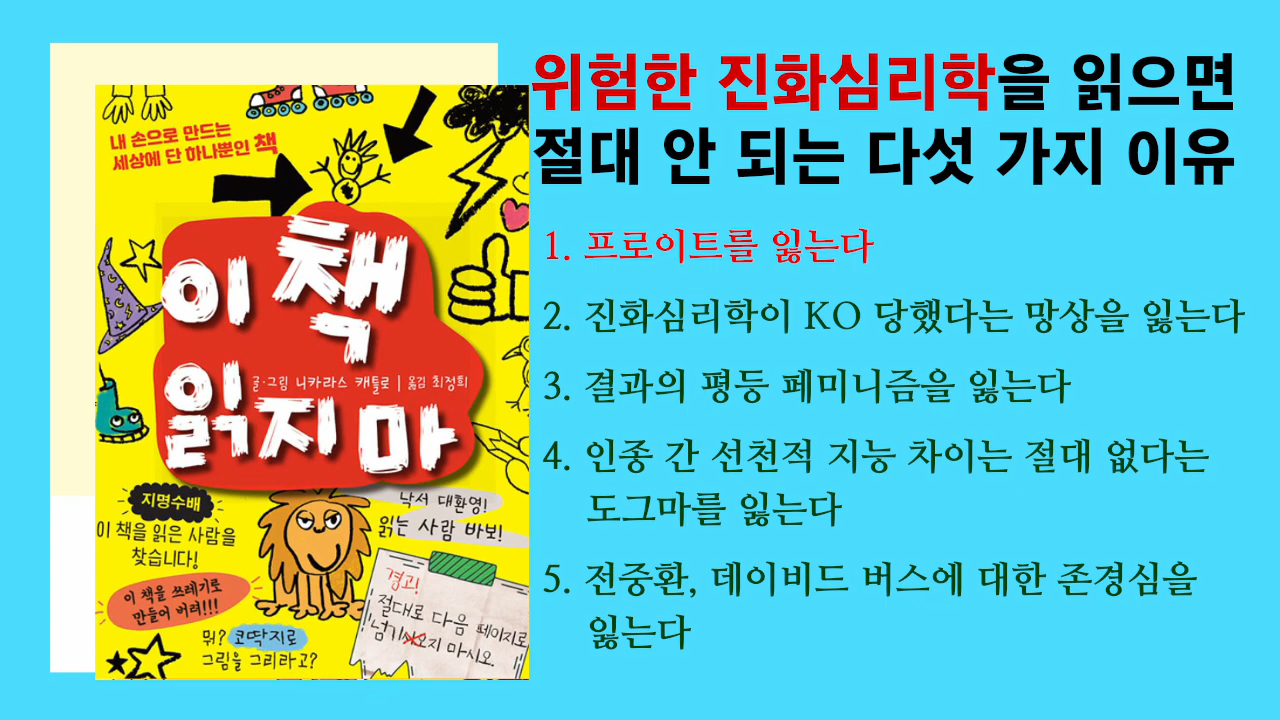 위험한 진화심리학을 읽으면
절대 안 되는 다섯 가지 이유
1. 프로이트를 잃는다
2. 진화심리학이 KO 당했다는 망상을 잃는다
3. 결과의 평등 페미니즘을 잃는다
4. 인종 간 선천적 지능 차이는 절대 없다는
도그마를 잃는다
5. 전중환, 데이비드 버스에 대한 존경심을
잃는다
내 손으로 만드는
세상에 단 하나뿐인 책
이 책
읽지 마
글·그림 니카라스 캐틀로 | 옮김 최정희
지명수배
이 책을 읽은 사람을
찾습니다!
이 책을 쓰레기로
만들어 버려!!!
뭐? 코딱지로
그림을 그리라고?
낙서 대환영!
읽는 사람 바보!
경고!
절대로 다음 페이지로
넘기오지 마시오.